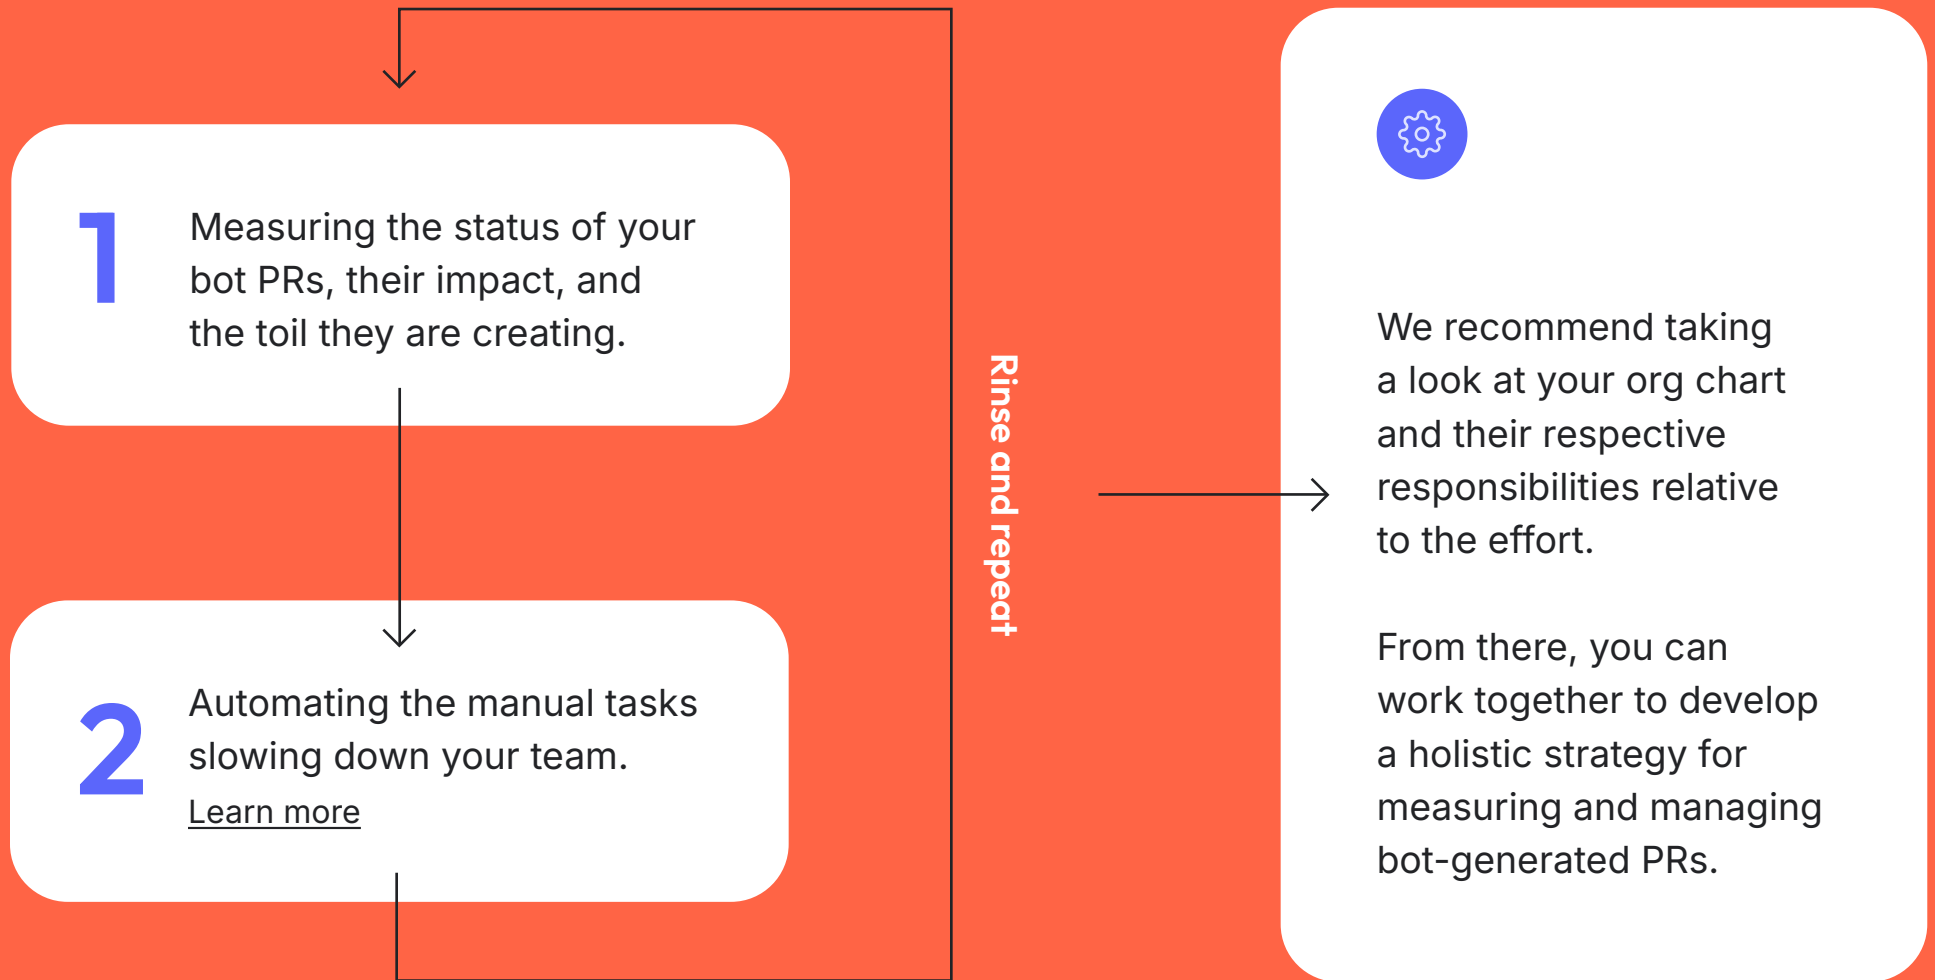 1
Measuring the status of your
bot PRs, their impact, and
the toil they are creating.
2
Automating the manual tasks
slowing down your team.
Learn more
Rinse and repeat
We recommend taking
a look at your org chart
and their respective
responsibilities relative
to the effort.
From there, you can
work together to develop
a holistic strategy for
measuring and managing
bot-generated PRs.